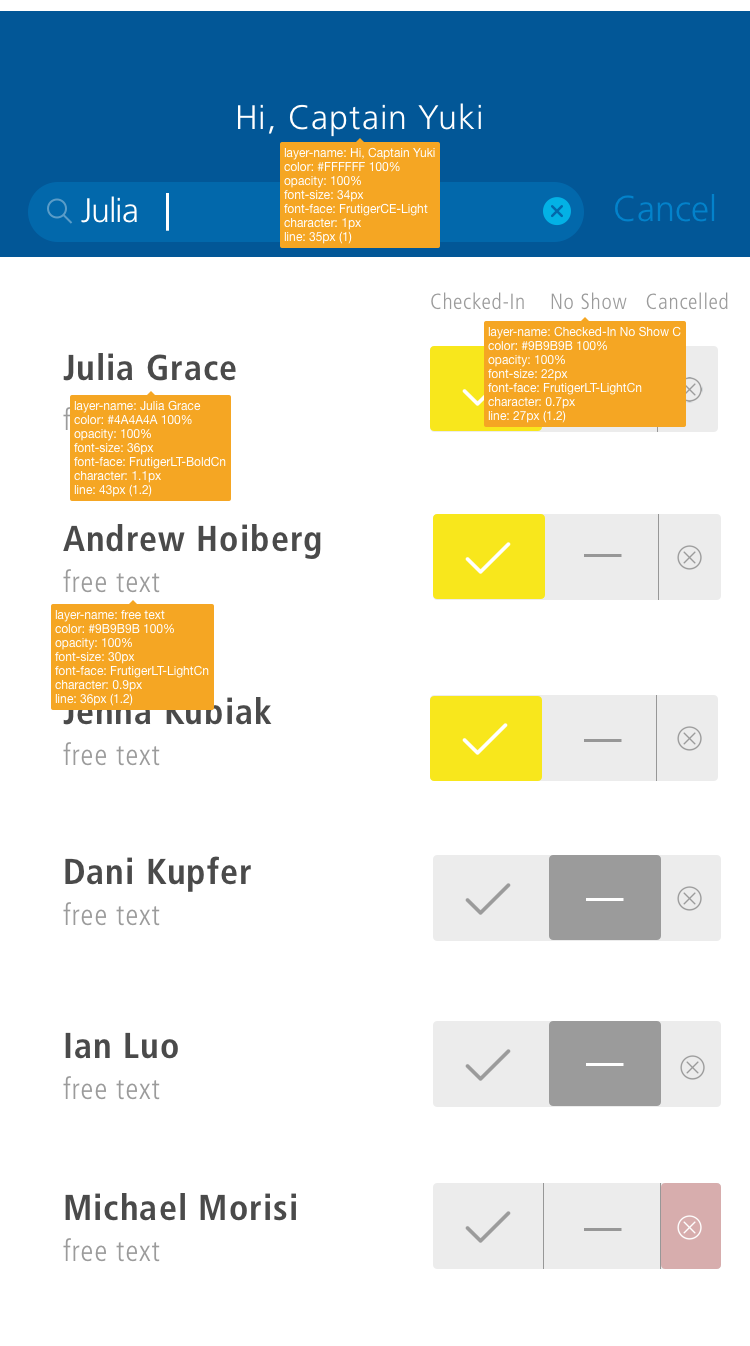 Hi, Captain Yuki
layer-name: Hi, Captain Yuki
color: #FFFFFF 100%
opacity: 100%
font-size: 34px
font-face: FrutigerCE-Light
character: 1px
line: 35px (1)
Julia
Cancel
Checked-In No Show Cancelled
layer-name: Checked-In No Show C
color: #9B9B9B 100%
opacity: 100%
font-size: 22px
font-face: FrutigerLT-LightCn
character: 0.7px
line: 27px (1.2)
Julia Grace
layer-name: Julia Grace
color: #4A4A4A 100%
opacity: 100%
font-size: 36px
font-face: FrutigerLT-BoldCn
character: 1.1px
line: 43px (1.2)
Andrew Hoiberg
free text
layer-name: free text
color: #9B9B9B 100%
opacity: 100%
font-size: 30px
font-face: FrutigerLT-LightCn
character: 0.9px
line: 36px (1.2)
Jenna Kubiak
free text
Dani Kupfer
free text
Ian Luo
free text
Michael Morisi
free text